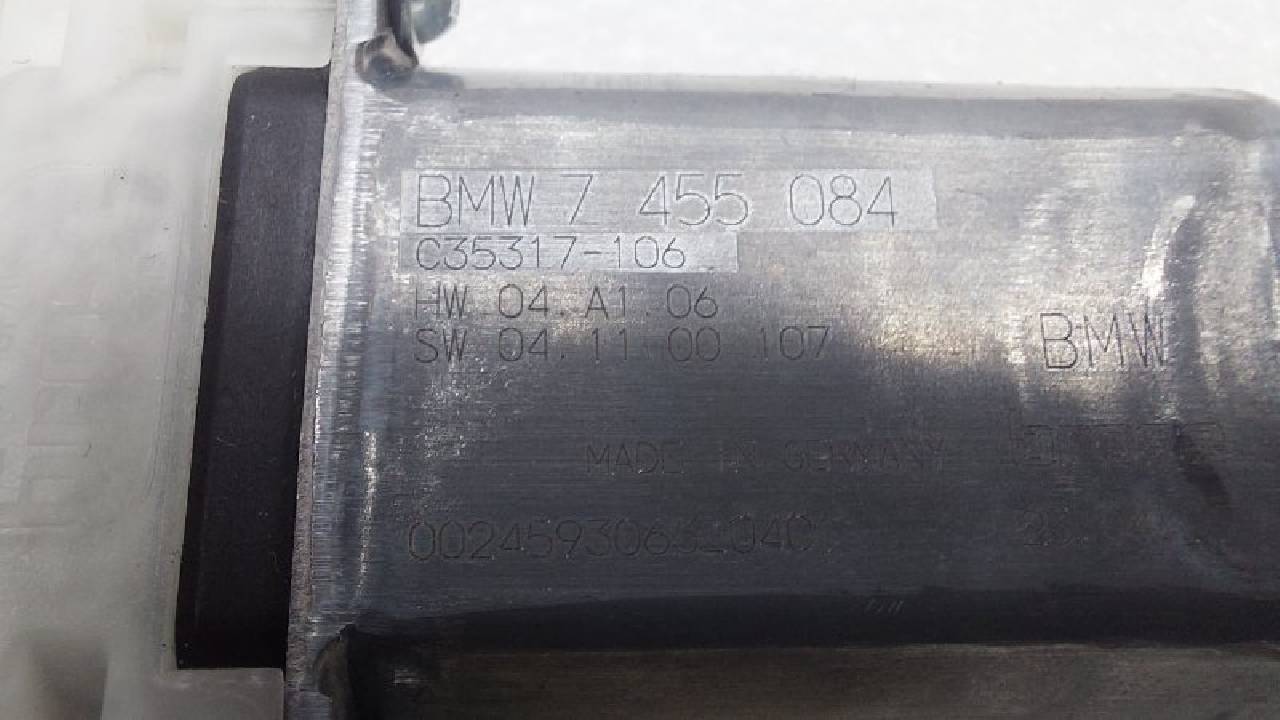 BMW 7 455 084
C35317-106
HW 04.A1.06
SW 04.11.00 107
BMW
MADE IN GERMANY